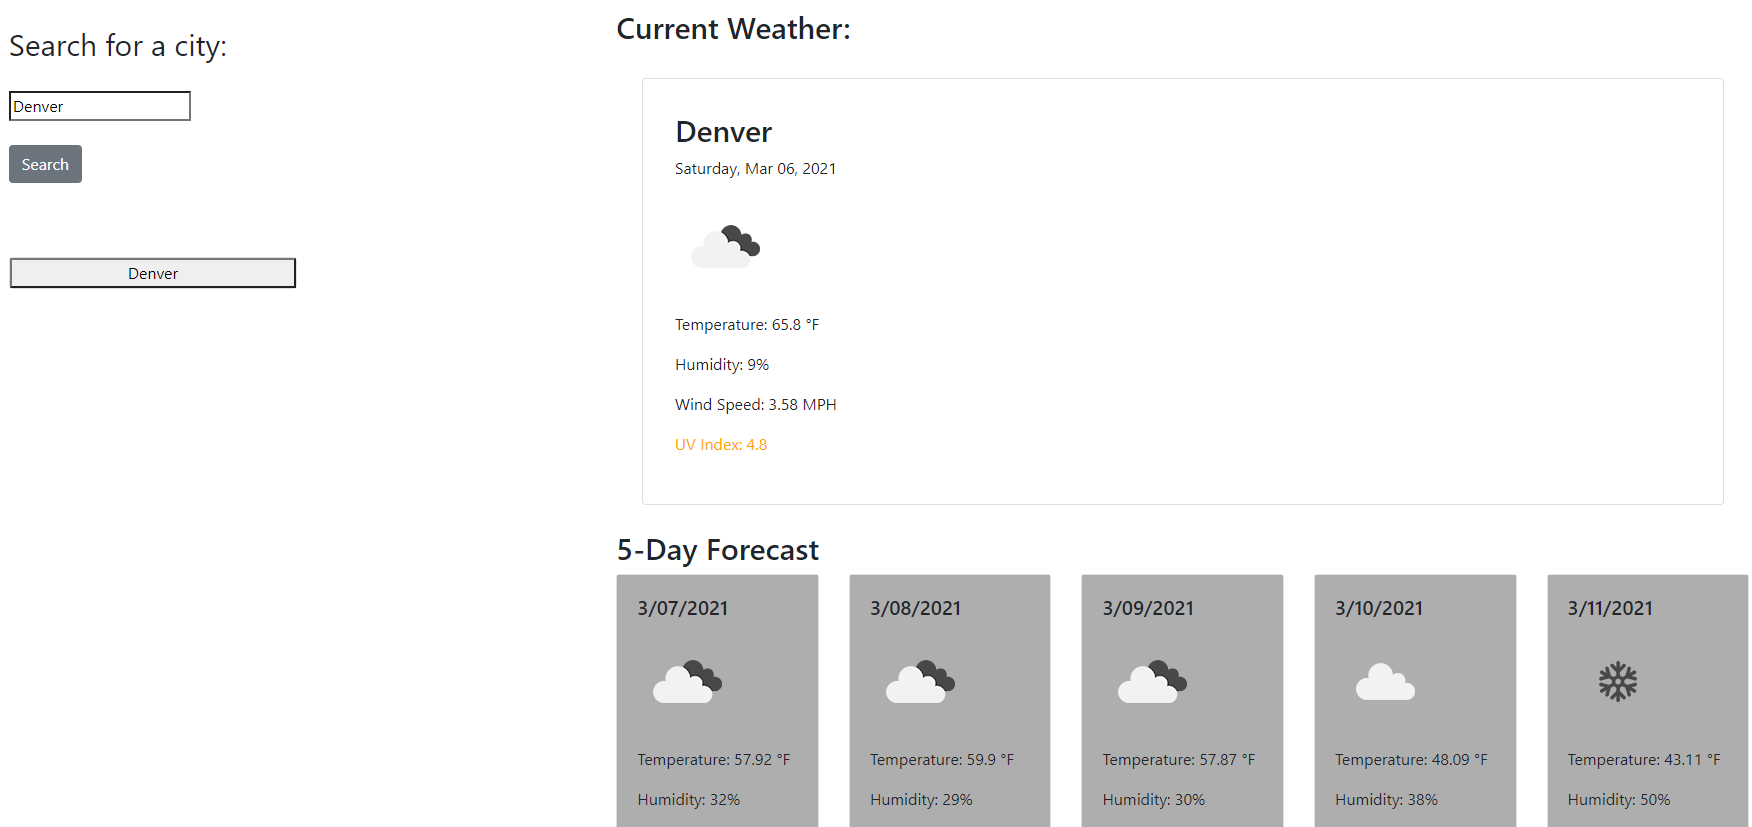 Search for a city:
Denver
Search
Denver
Current Weather:
Denver
Saturday, Mar 06, 2021
Temperature: 65.8 °F
Humidity: 9%
Wind Speed: 3.58 MPH
UV Index: 4.8
5-Day Forecast
3/07/2021
Temperature: 57.92 °F
Humidity: 32%
3/08/2021
Temperature: 59.9 °F
Humidity: 29%
3/09/2021
Temperature: 57.87 °F
Humidity: 30%
3/10/2021
Temperature: 48.09 °F
Humidity: 38%
3/11/2021
Temperature: 43.11 °F
Humidity: 50%